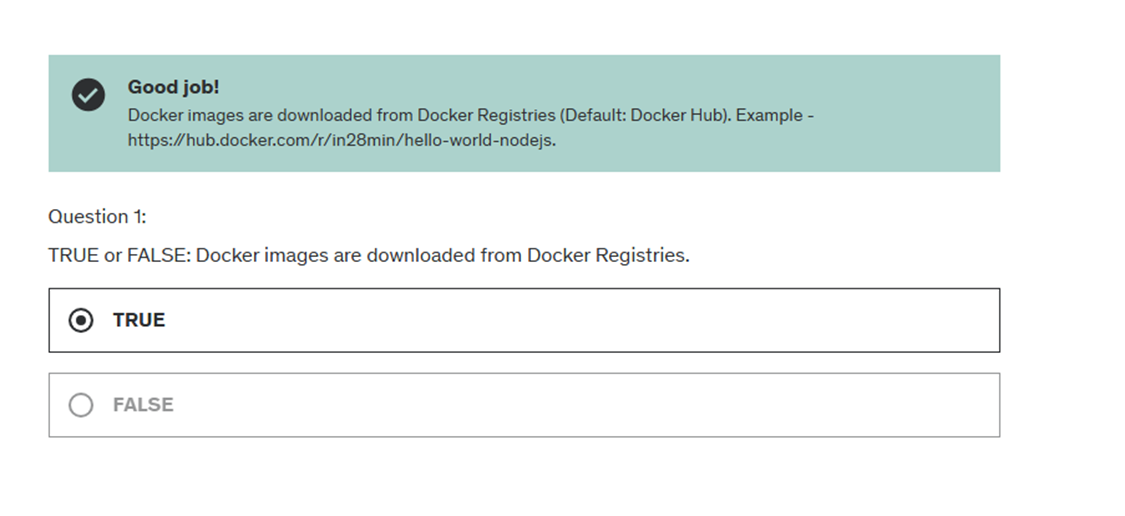 Good job!
Docker images are downloaded from Docker Registries (Default: Docker Hub). Example -
https://hub.docker.com/r/in28min/hello-world-nodejs.
Question 1:
TRUE or FALSE: Docker images are downloaded from Docker Registries.
TRUE
FALSE